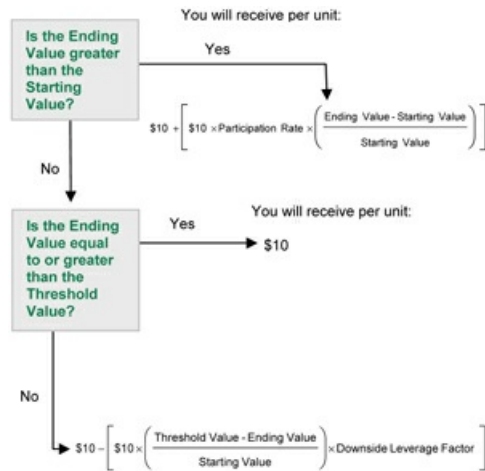 You will receive per unit:
Is the Ending
Value greater
than the
Starting
Value?
Yes
$10 + [ $10 × Participation Rate × ( Ending Value - Starting Value
Starting Value ) ]
No
You will receive per unit:
Is the Ending
Value equal
to or greater
than the
Threshold
Value?
Yes
$10
No
$10 − [ $10 × ( Threshold Value - Ending Value
Starting Value ) × Downside Leverage Factor ]